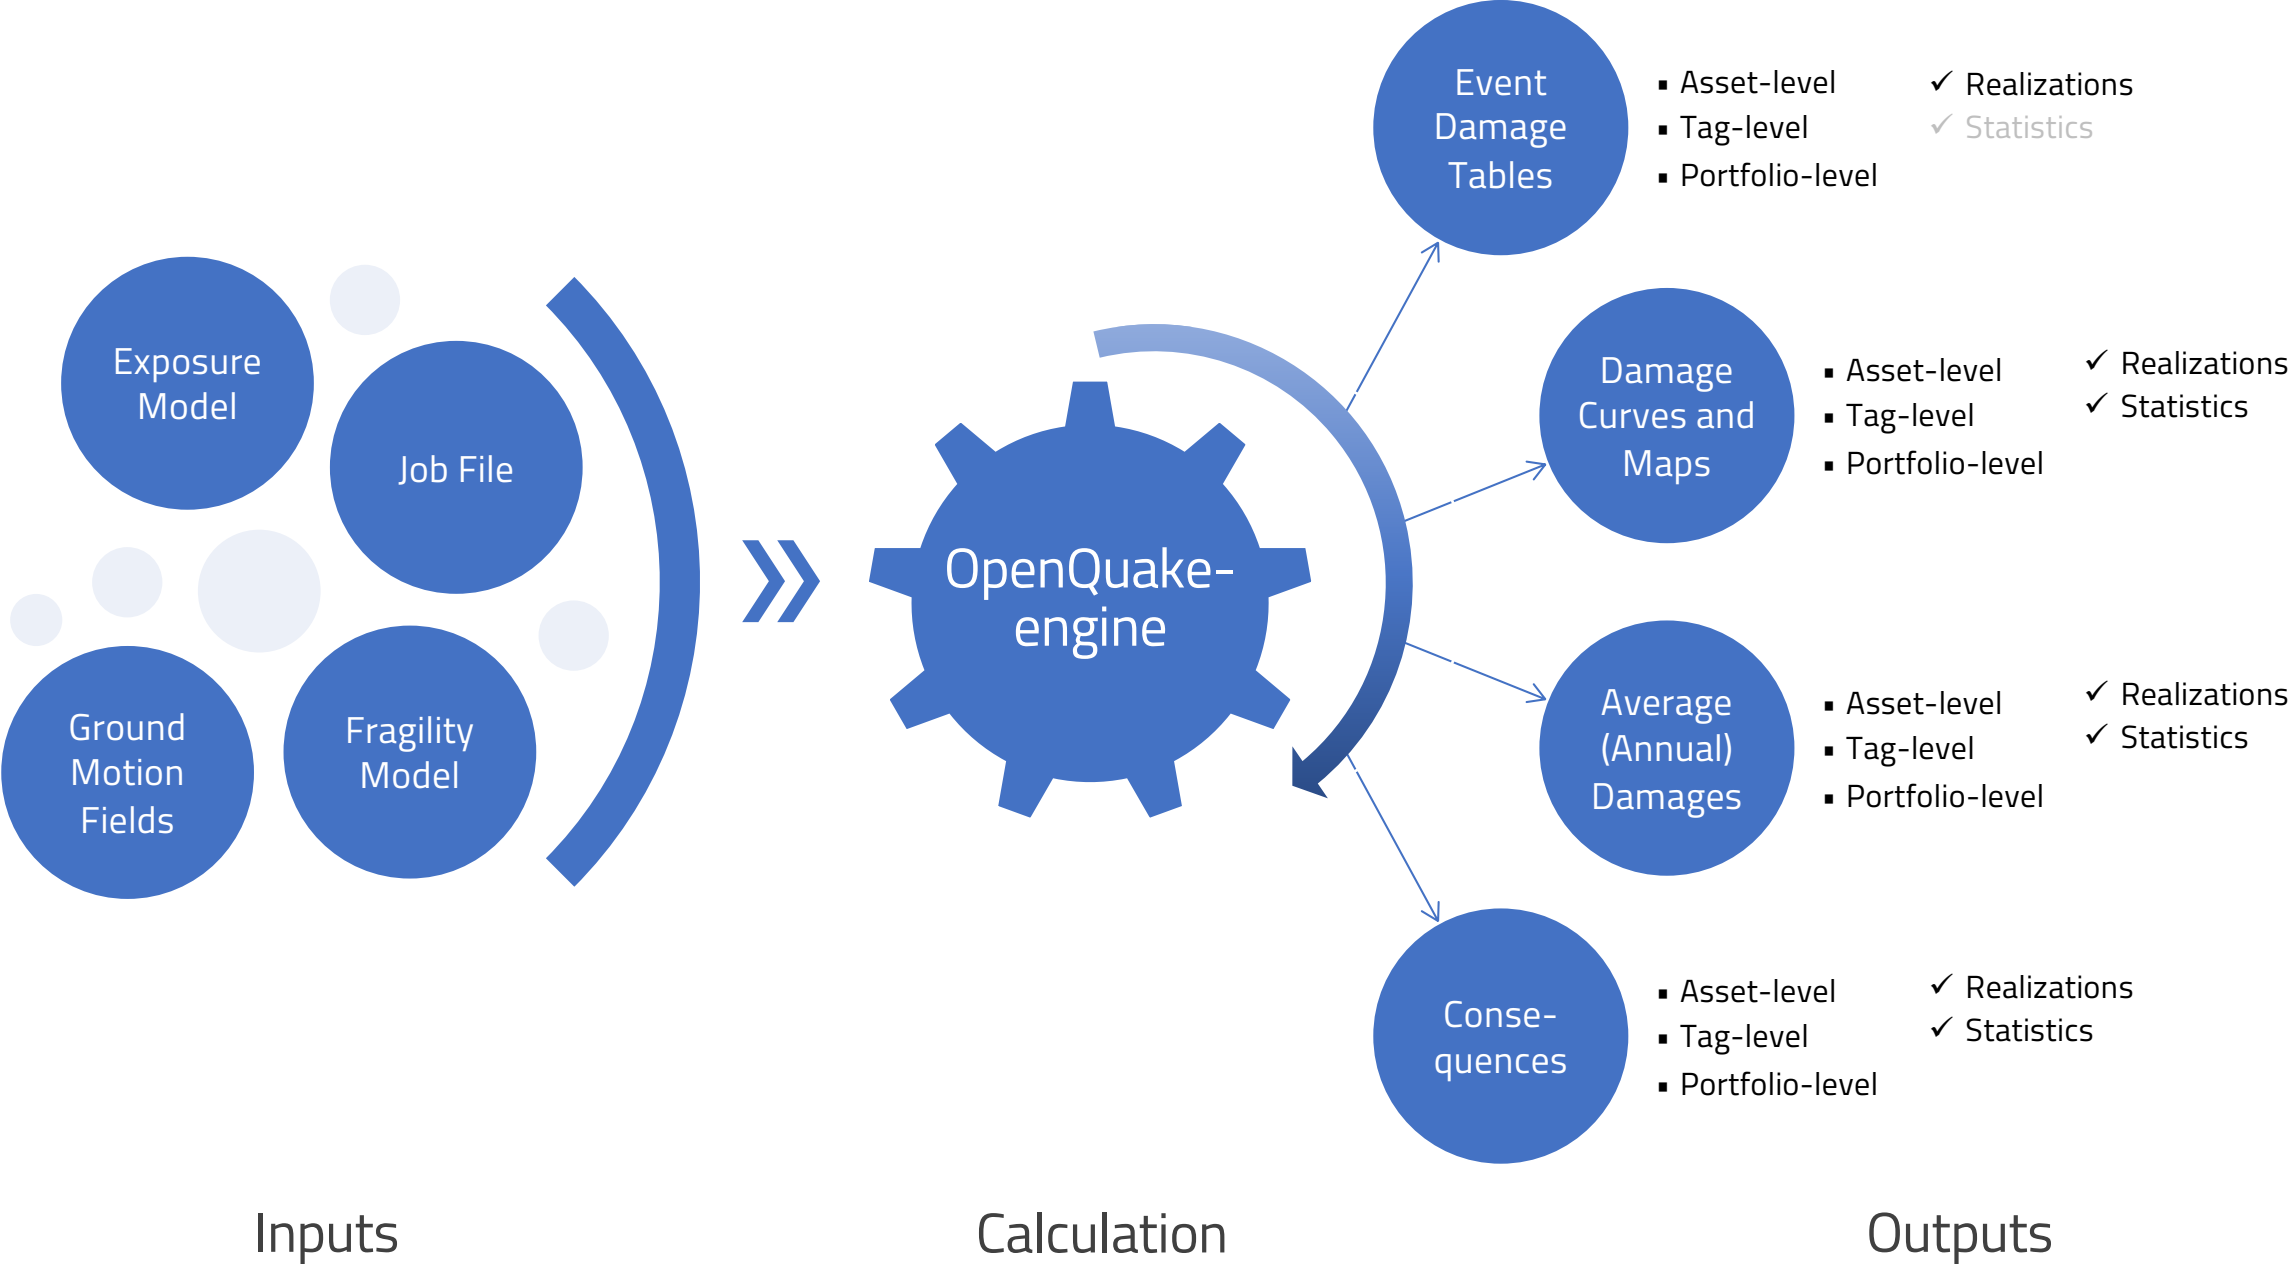 Exposure
Model
Job File
Ground
Motion
Fields
Fragility
Model
OpenQuake-
engine
Event
Damage
Tables
▪ Asset-level
▪ Tag-level
▪ Portfolio-level
✓ Realizations
✓ Statistics
Damage
Curves and
Maps
▪ Asset-level
▪ Tag-level
▪ Portfolio-level
✓ Realizations
✓ Statistics
Average
(Annual)
Damages
▪ Asset-level
▪ Tag-level
▪ Portfolio-level
✓ Realizations
✓ Statistics
Conse-
quences
▪ Asset-level
▪ Tag-level
▪ Portfolio-level
✓ Realizations
✓ Statistics
Inputs
Calculation
Outputs